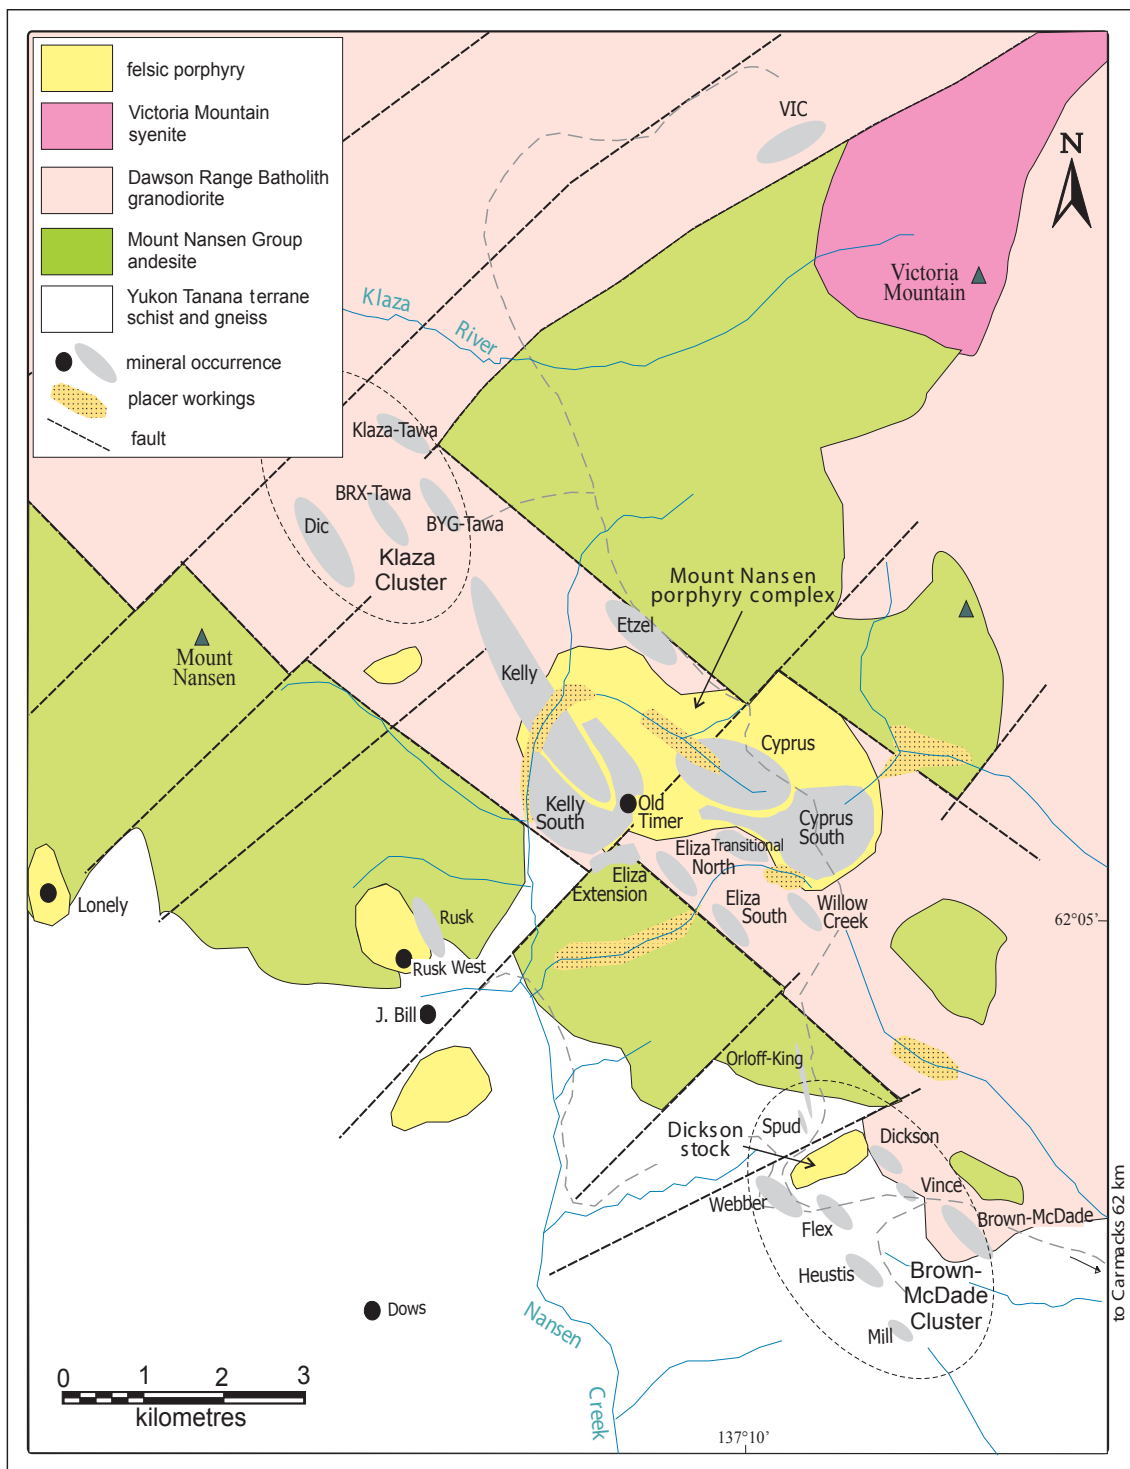 felsic porphyry
Victoria Mountain
syenite
Dawson Range Batholith
granodiorite
Mount Nansen Group
andesite
Yukon Tanana terrane
schist and gneiss
mineral occurrence
placer workings
fault
VIC
N
Victoria
Mountain
Klaza
River
Klaza-Tawa
BRX-Tawa
Dic
BYG-Tawa
Klaza
Cluster
Mount Nansen
porphyry complex
Etzel
Mount
Nansen
Kelly
Cyprus
Kelly
South
Old
Timer
Cyprus
South
Eliza
North
Transitional
Eliza
Extension
Eliza
South
Willow
Creek
Lonely
Rusk
62°05'
Rusk West
J. Bill
Orloff-King
Spud
Dickson
stock
Dickson
Vince
Webber
Flex
Brown-McDade
Heustis
Brown-
McDade
Cluster
Mill
to Carmacks 62 km
Dows
Nansen
Creek
0 1 2 3
kilometres
137°10'